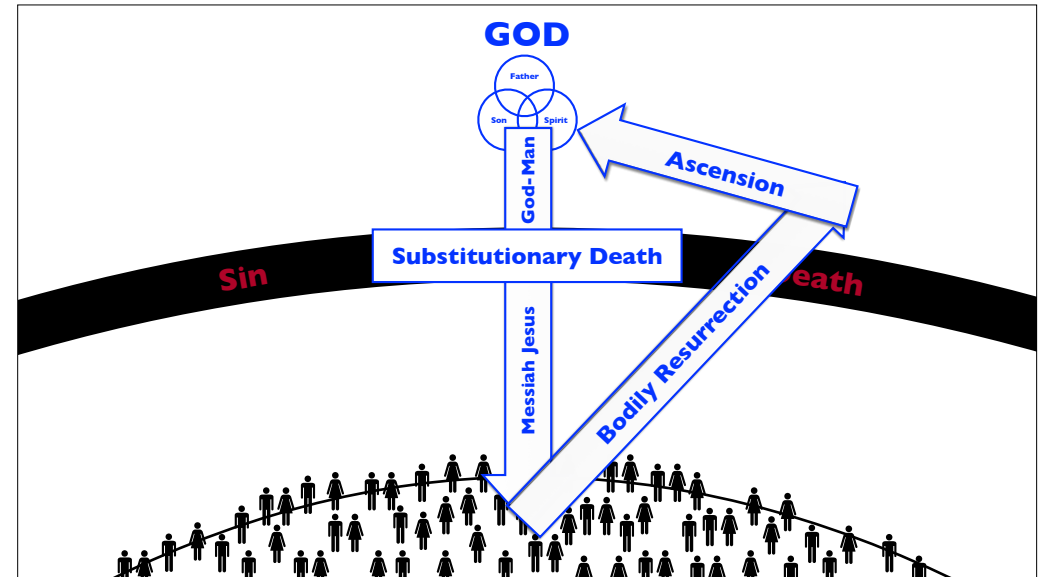 GOD
Father
Son
Spirit
God-Man
Ascension
Substitutionary Death
Sin
eath
Messiah Jesus
Bodily Resurrection